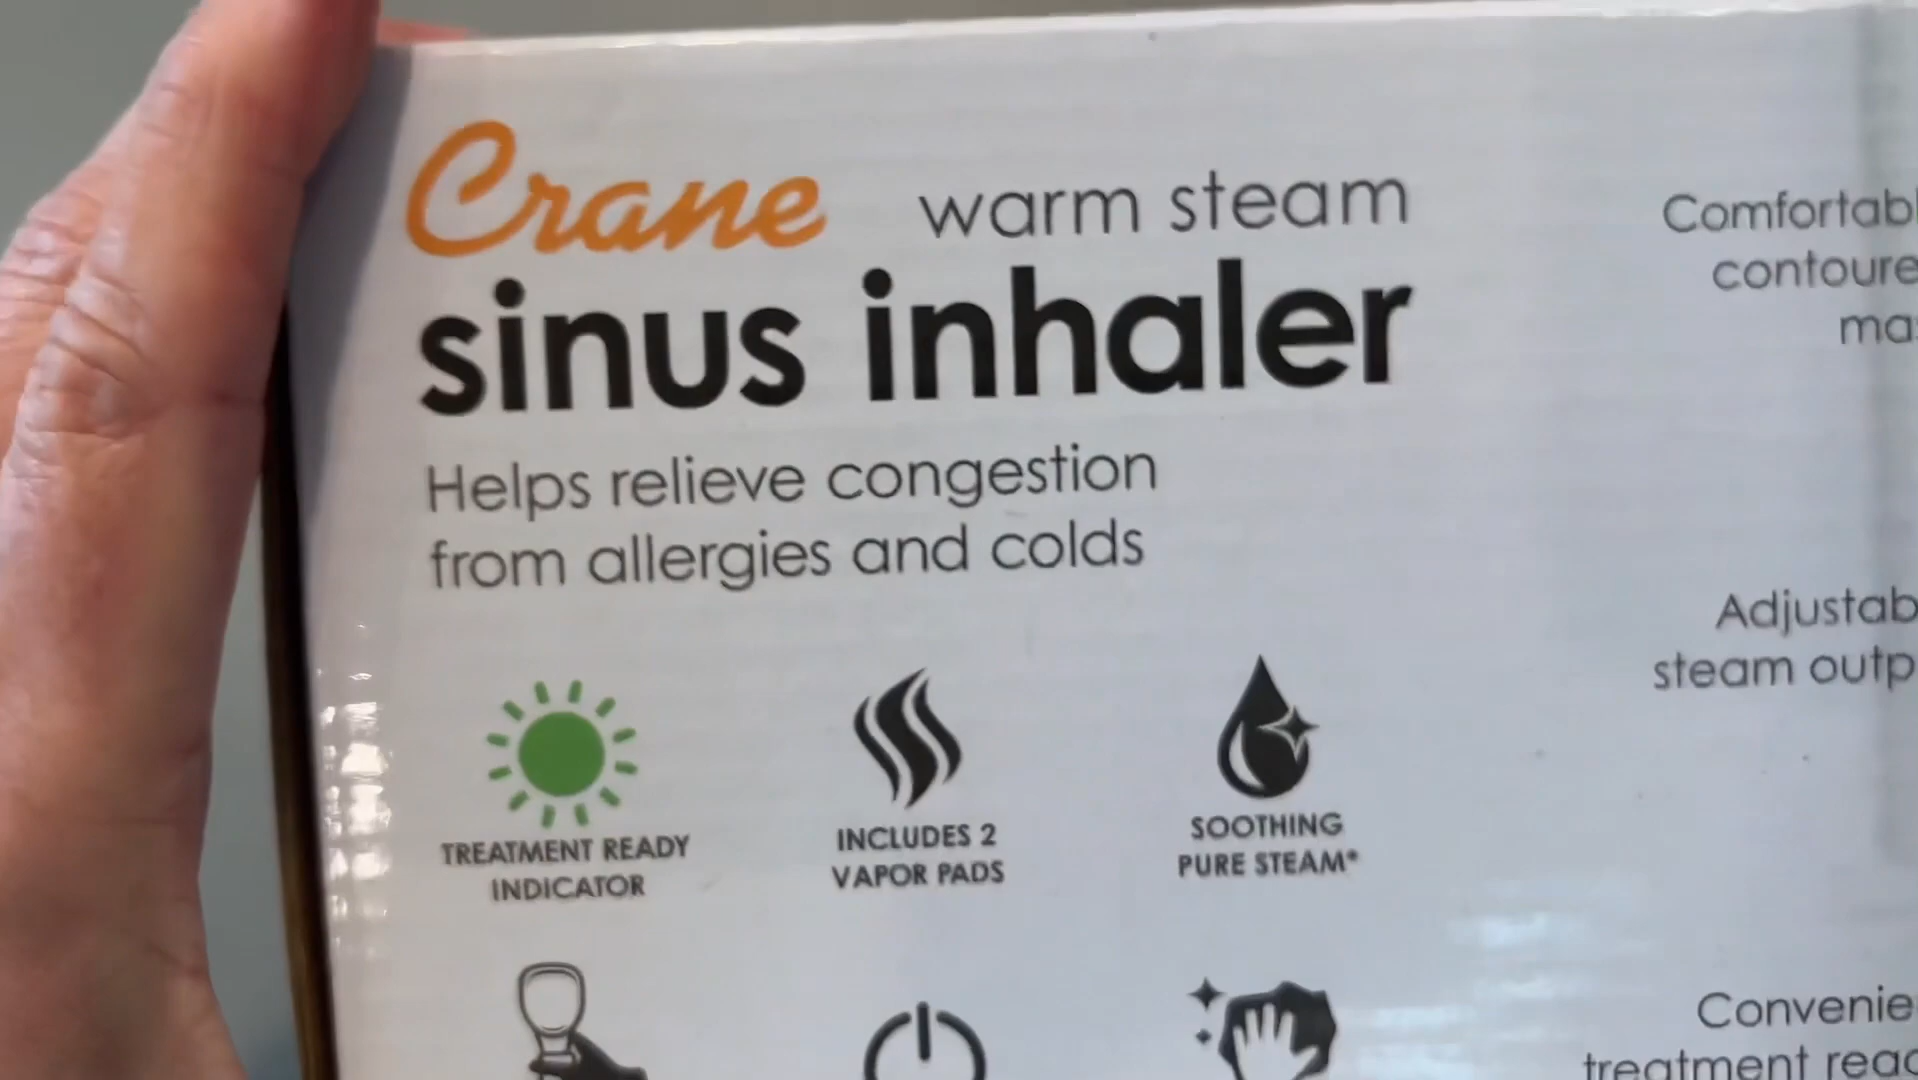 Crane warm steam
sinus inhaler
Helps relieve congestion
from allergies and colds
TREATMENT READY
INDICATOR
INCLUDES 2
VAPOR PADS
SOOTHING
PURE STEAM*
steam